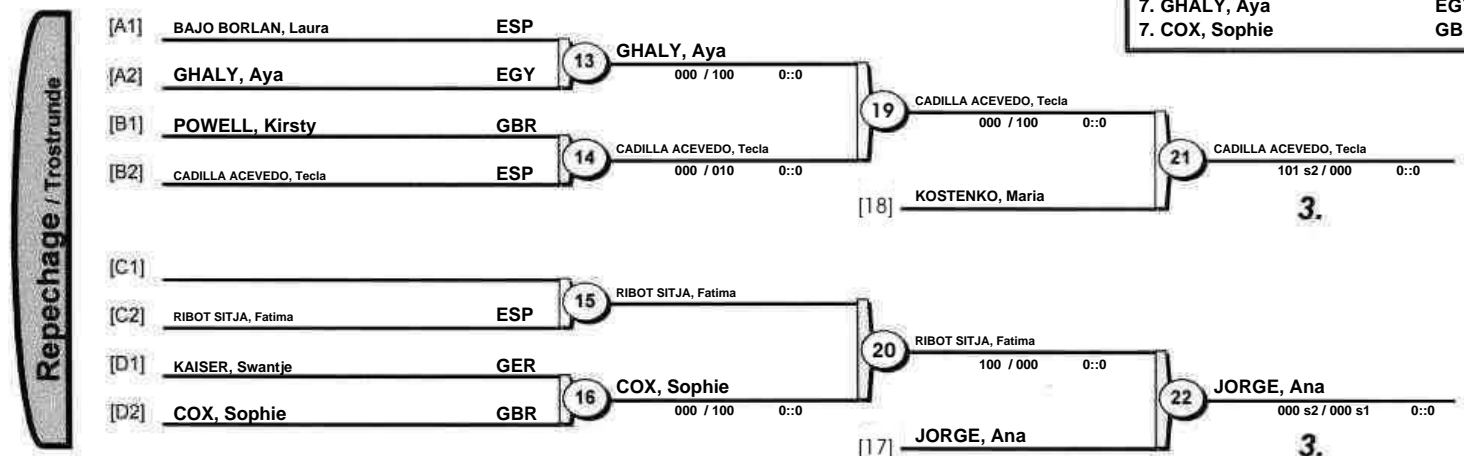 7. GHALY, Aya
7. COX, Sophie GB
Repechage / Trostrunde
[A1] BAJO BORLAN, Laura ESP
[A2] GHALY, Aya EGY
13 GHALY, Aya
000 / 100 0::0
[B1] POWELL, Kirsty GBR
[B2] CADILLA ACEVEDO, Tecla ESP
14 CADILLA ACEVEDO, Tecla
000 / 010 0::0
19 CADILLA ACEVEDO, Tecla
000 / 100 0::0
[18] KOSTENKO, Maria
21 CADILLA ACEVEDO, Tecla
101 s2 / 000 0::0
3.
[C1]
[C2] RIBOT SITJA, Fatima ESP
15 RIBOT SITJA, Fatima
[D1] KAISER, Swantje GER
[D2] COX, Sophie GBR
16 COX, Sophie
000 / 100 0::0
20 RIBOT SITJA, Fatima
100 / 000 0::0
[17] JORGE, Ana
22 JORGE, Ana
000 s2 / 000 s1 0::0
3.